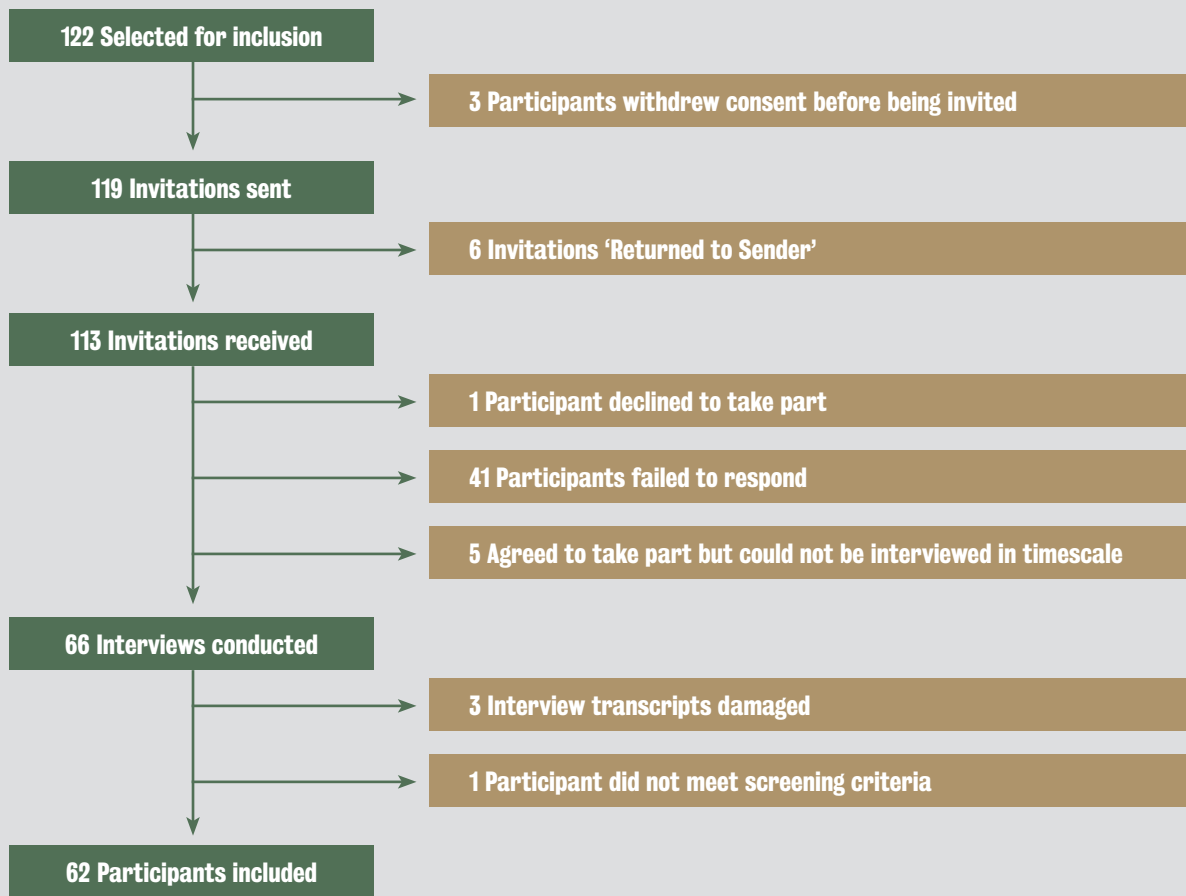 122 Selected for inclusion
3 Participants withdrew consent before being invited
119 Invitations sent
6 Invitations ‘Returned to Sender’
113 Invitations received
1 Participant declined to take part
41 Participants failed to respond
5 Agreed to take part but could not be interviewed in timescale
66 Interviews conducted
3 Interview transcripts damaged
1 Participant did not meet screening criteria
62 Participants included